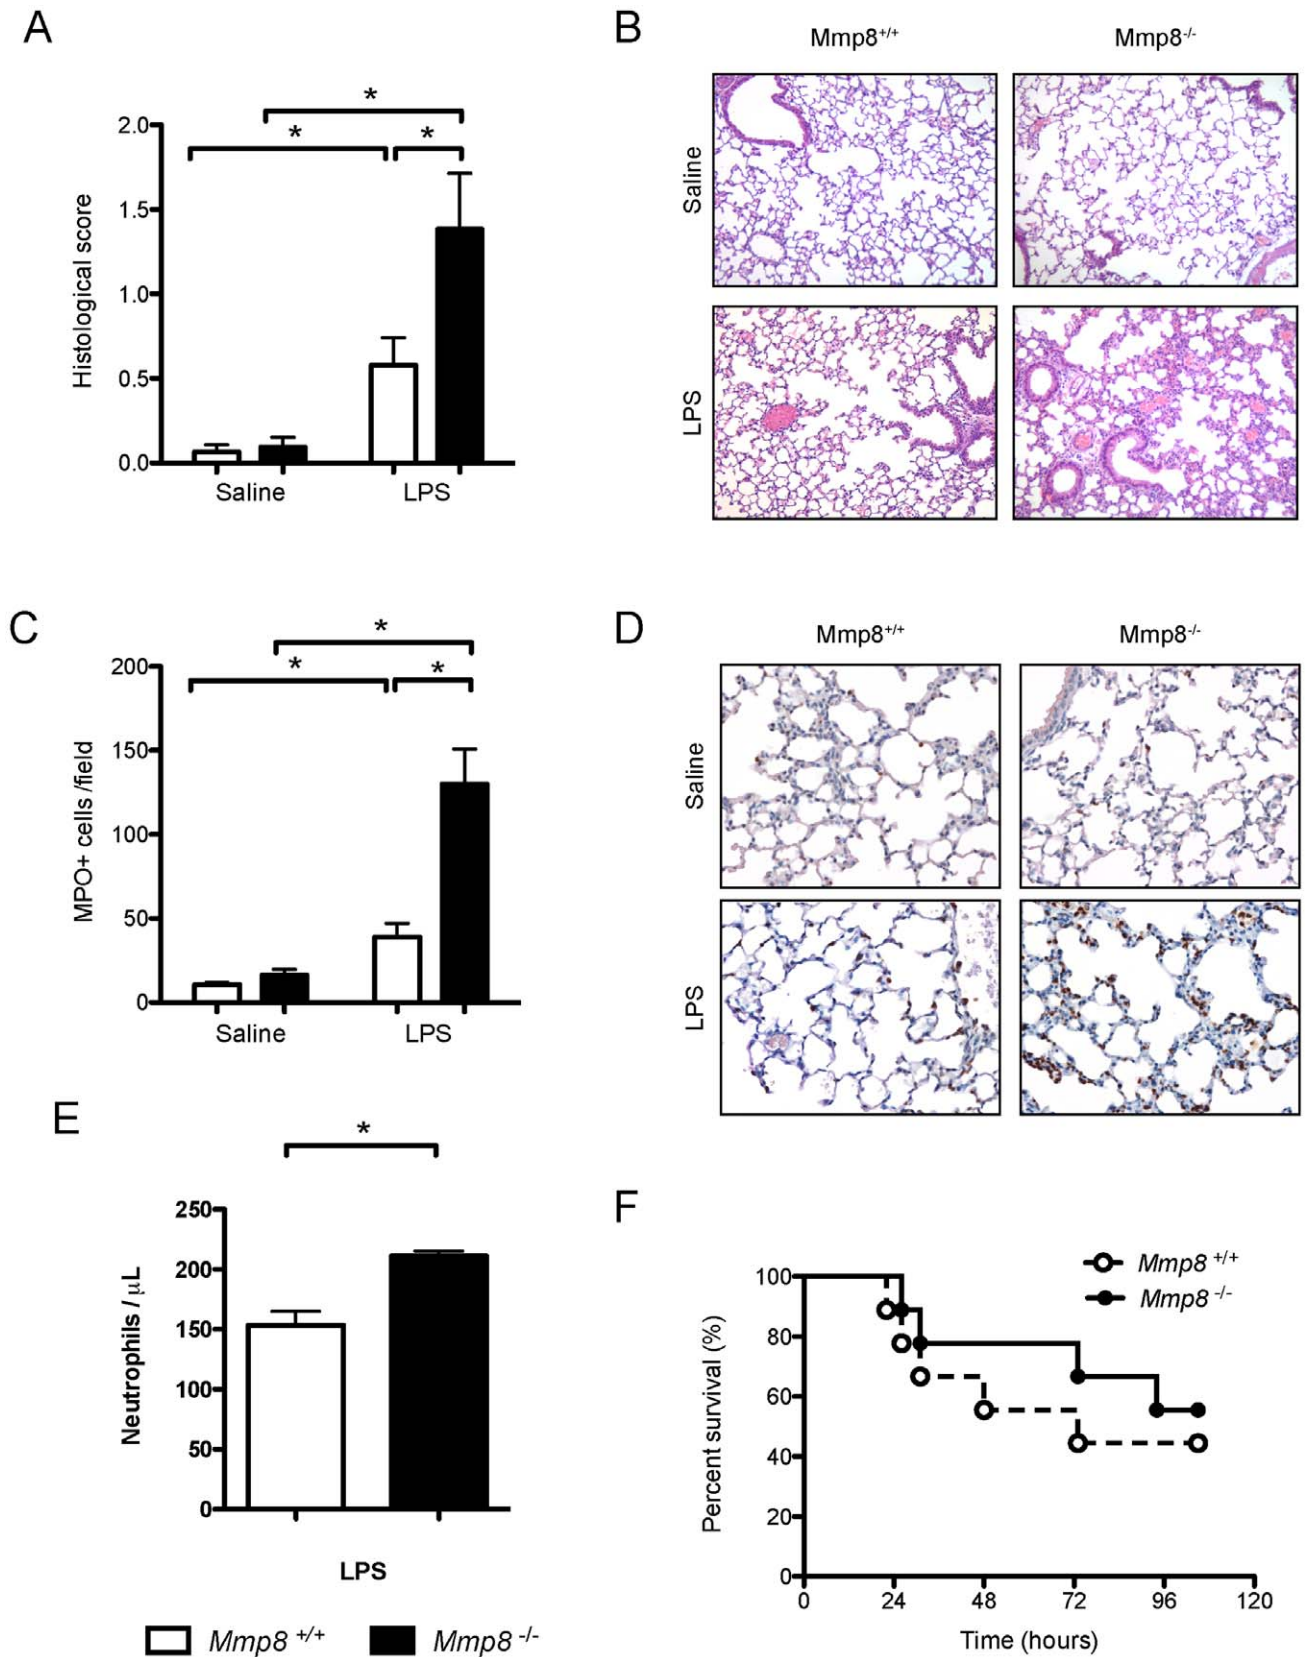 A
*
*
*
2.0
1.5
1.0
0.5
0.0
Histological score
Saline
LPS
B
Mmp8+/+
Mmp8-/-
Saline
LPS
C
*
*
*
200
150
100
50
0
MPO+ cells /field
Saline
LPS
D
Mmp8+/+
Mmp8-/-
Saline
LPS
E
*
250
200
150
100
50
0
Neutrophils / µL
LPS
Mmp8 +/+
Mmp8 -/-
F
Mmp8 +/+
Mmp8 -/-
100
80
60
40
20
0
Percent survival (%)
0 24 48 72 96 120
Time (hours)